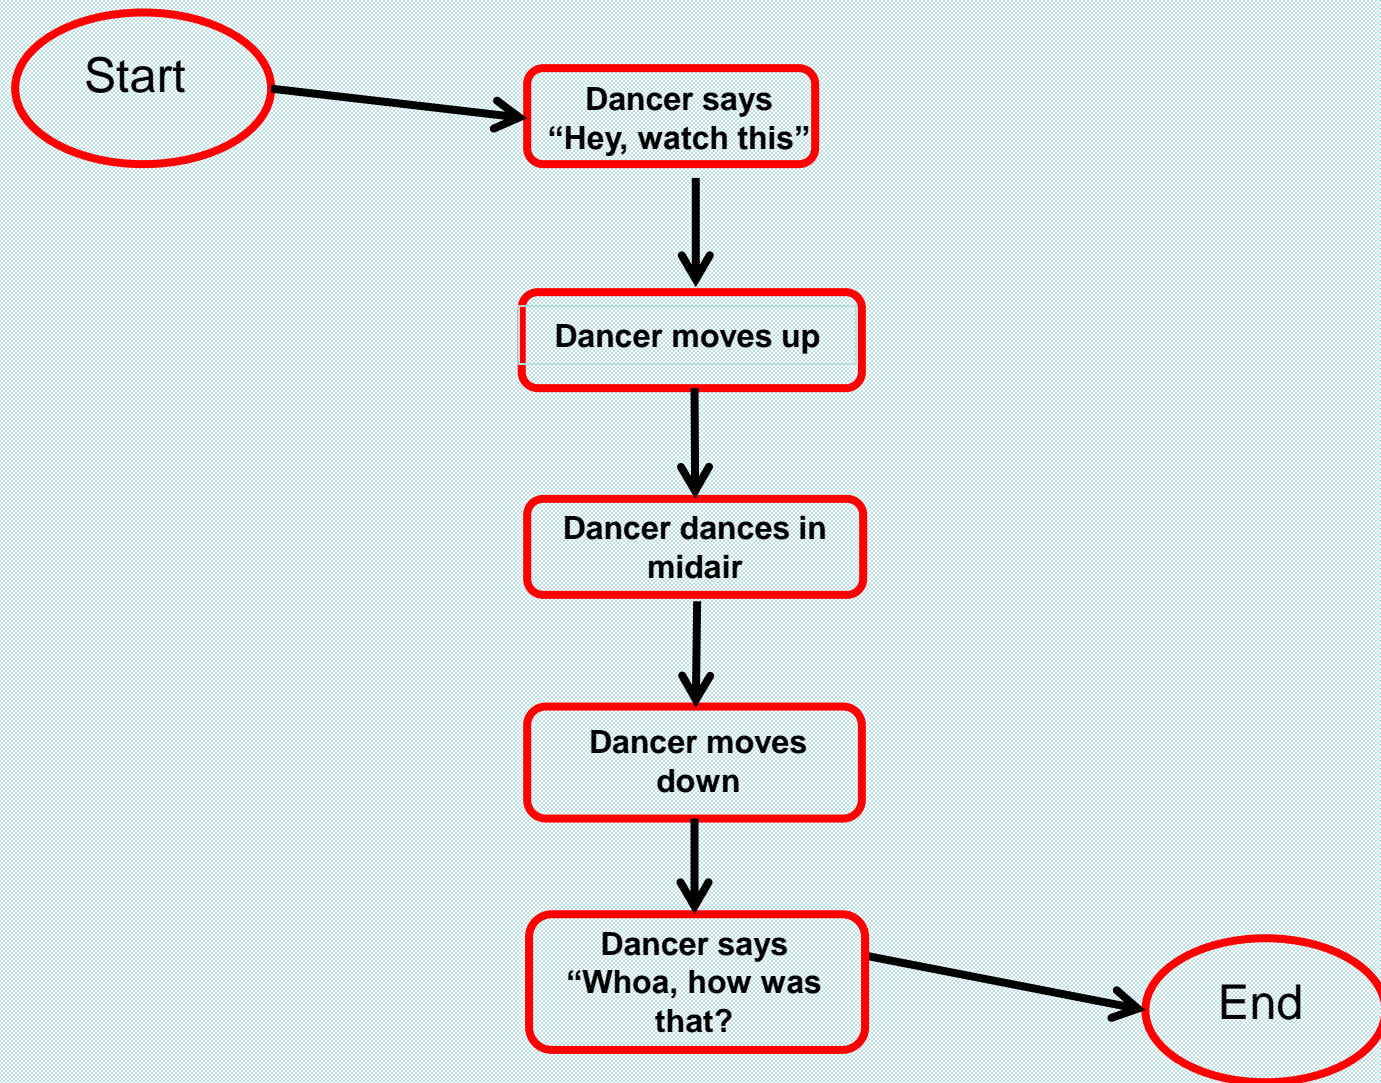 Start
Dancer says
“Hey, watch this”
Dancer moves up
Dancer dances in
midair
Dancer moves
down
Dancer says
“Whoa, how was
that?
End